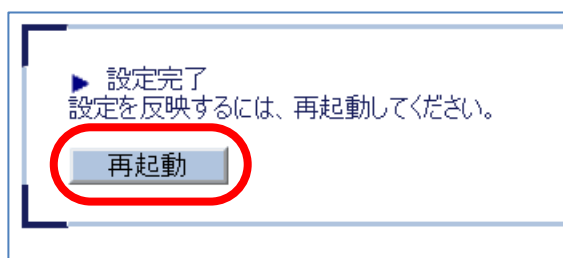 ▶ 設定完了
設定を反映するには、再起動してください。
再起動